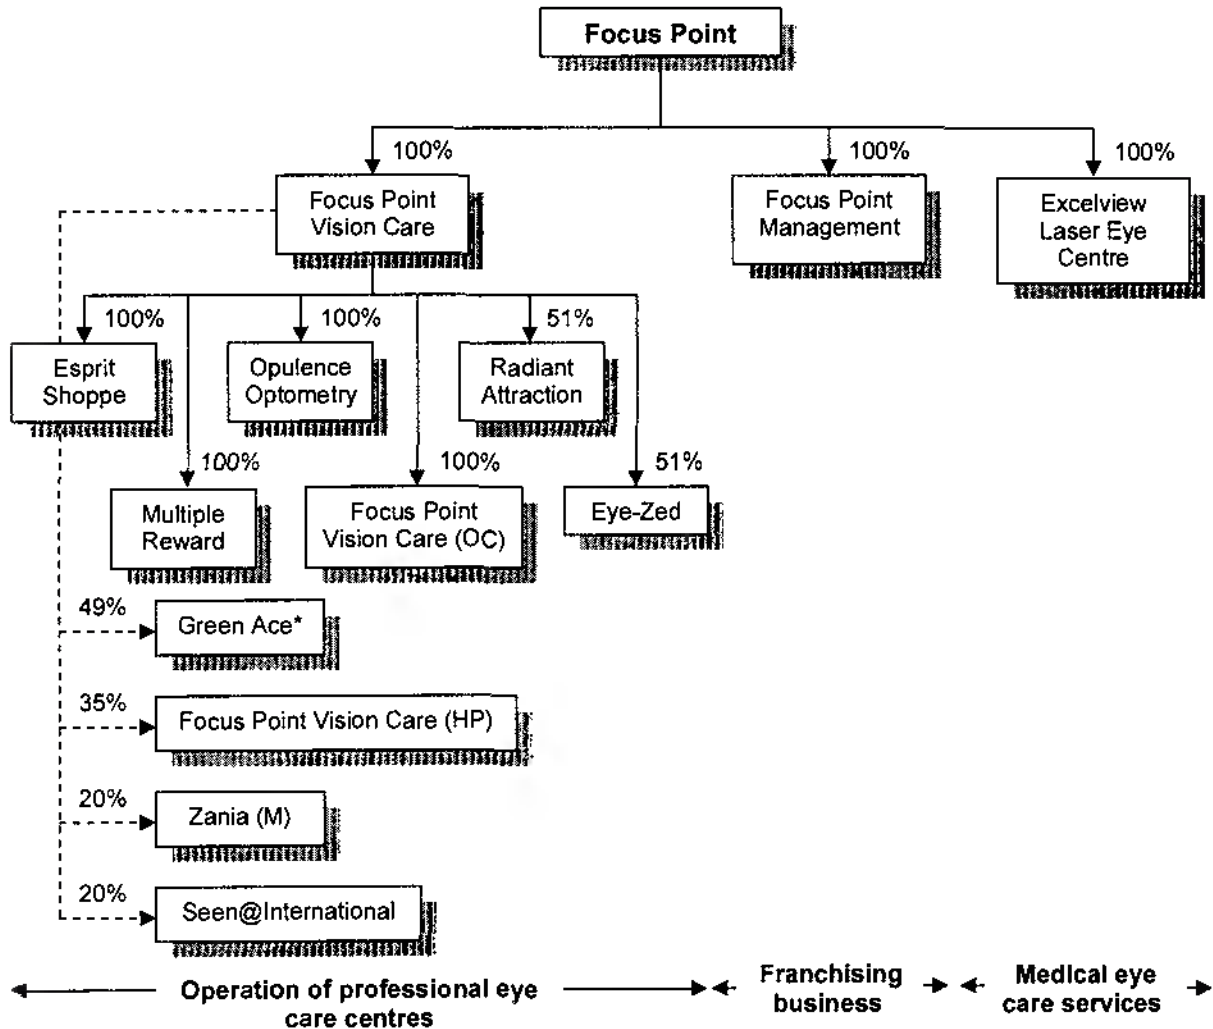 Focus Point
100%
100%
100%
Focus Point
Vision Care
Focus Point
Management
Excelview
Laser Eye
Centre
100%
100%
51%
Esprit
Shoppe
Opulence
Optometry
Radiant
Attraction
100%
100%
51%
Multiple
Reward
Focus Point
Vision Care (OC)
Eye-Zed
49%
Green Ace*
35%
Focus Point Vision Care (HP)
20%
Zania (M)
20%
Seen@International
Operation of professional eye
care centres
Franchising
business
Medical eye
care services